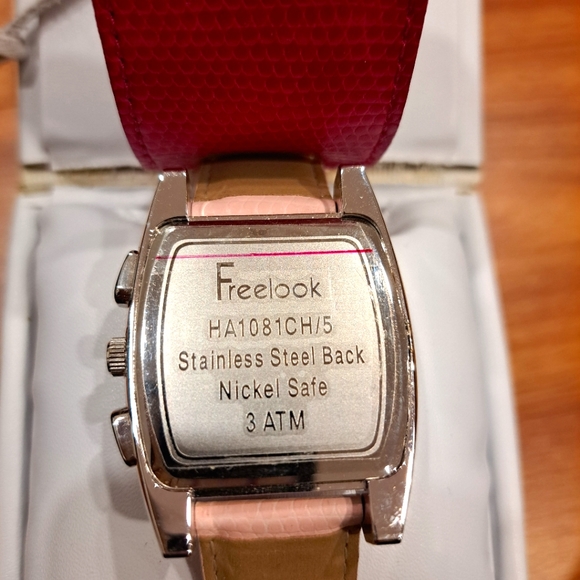 Freelook
HA1081CH/5
Stainless Steel Back
Nickel Safe
3 ATM